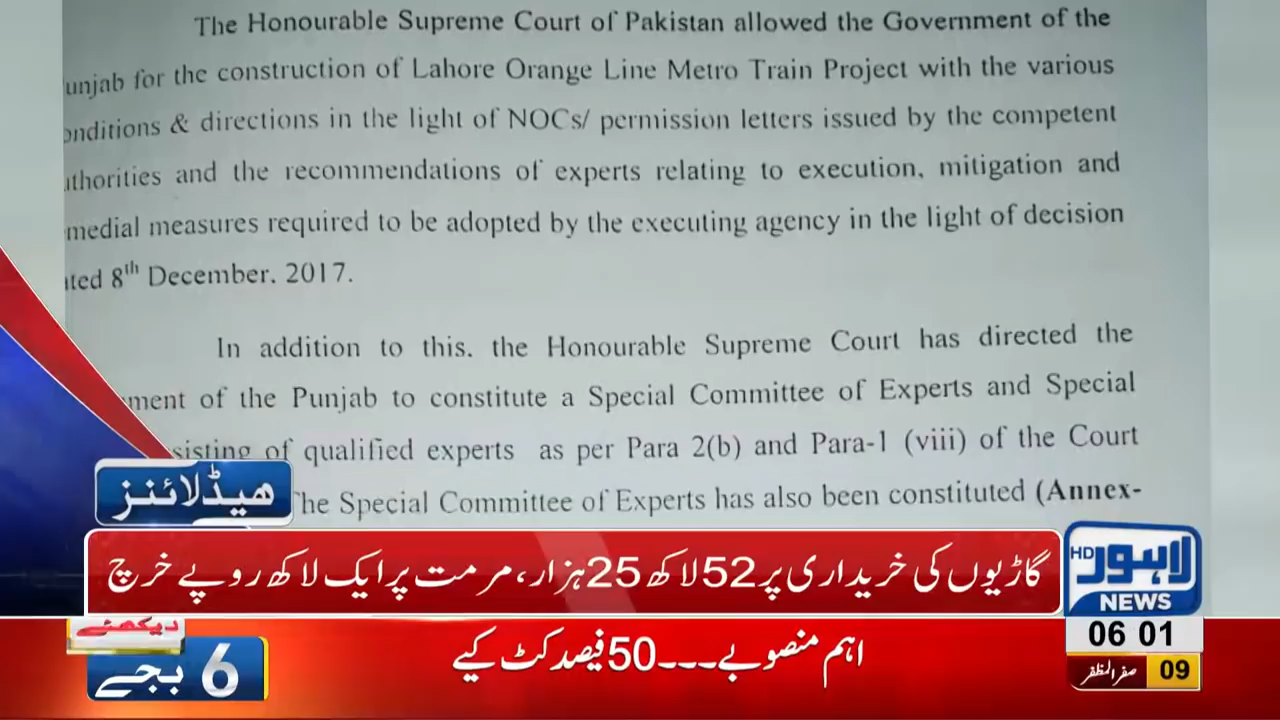 The Honourable Supreme Court of Pakistan allowed the Government of the
unjab for the construction of Lahore Orange Line Metro Train Project with the various
onditions & directions in the light of NOCs/ permission letters issued by the competent
uthorities and the recommendations of experts relating to execution, mitigation and
medial measures required to be adopted by the executing agency in the light of decision
ated 8th December, 2017.
In addition to this, the Honourable Supreme Court has directed the
ment of the Punjab to constitute a Special Committee of Experts and Special
sisting of qualified experts as per Para 2(b) and Para-1 (viii) of the Court
The Special Committee of Experts has also been constituted (Annex-
ھیڈلائنز
گاڑیوں کی خریداری پر 52 لاکھ 25 ہزار، مرمت پر ایک لاکھ روپے خرچ
لاہور HD
NEWS
06 01
09 صفر المظفر
دیکھئے
6 بجے
اہم منصوبے۔۔۔50 فیصد کٹ کیے